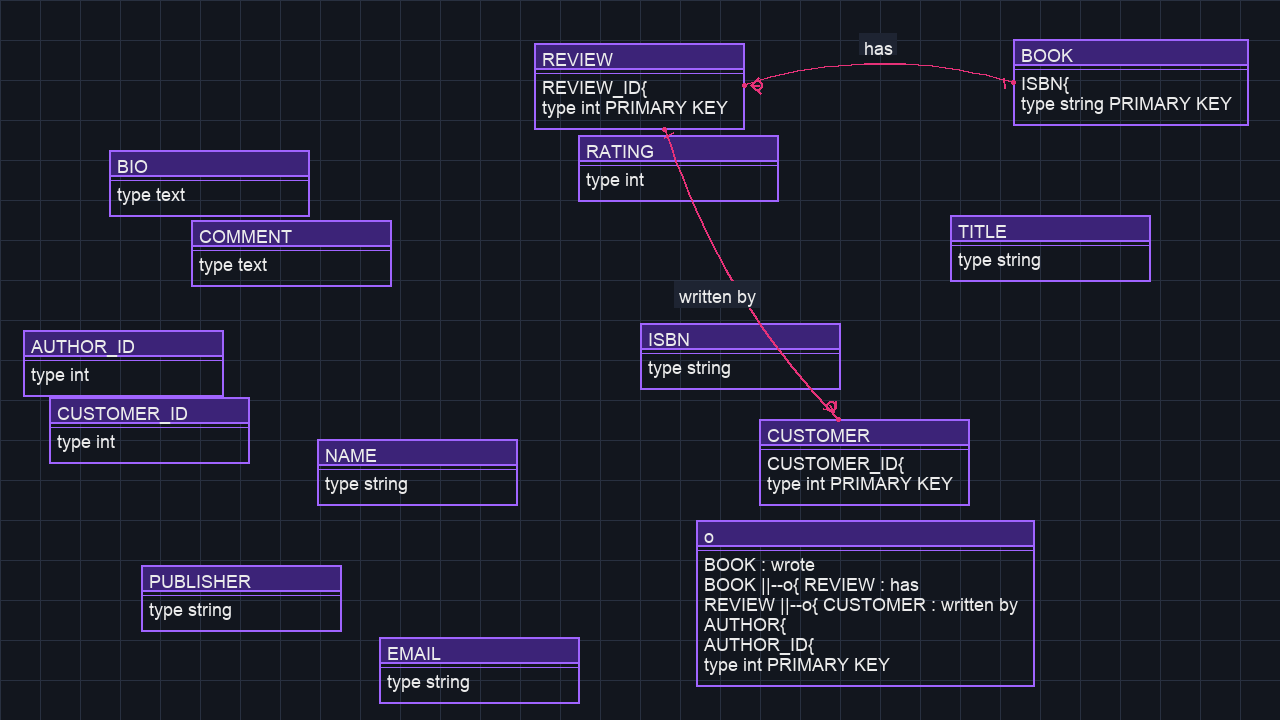 REVIEW
REVIEW_ID{
type int PRIMARY KEY
has
BOOK
ISBN{
type string PRIMARY KEY
RATING
type int
BIO
type text
COMMENT
type text
TITLE
type string
written by
ISBN
type string
AUTHOR_ID
type int
CUSTOMER_ID
type int
CUSTOMER
CUSTOMER_ID{
type int PRIMARY KEY
NAME
type string
o
BOOK : wrote
BOOK ||--o{ REVIEW : has
REVIEW ||--o{ CUSTOMER : written by
AUTHOR{
AUTHOR_ID{
type int PRIMARY KEY
PUBLISHER
type string
EMAIL
type string